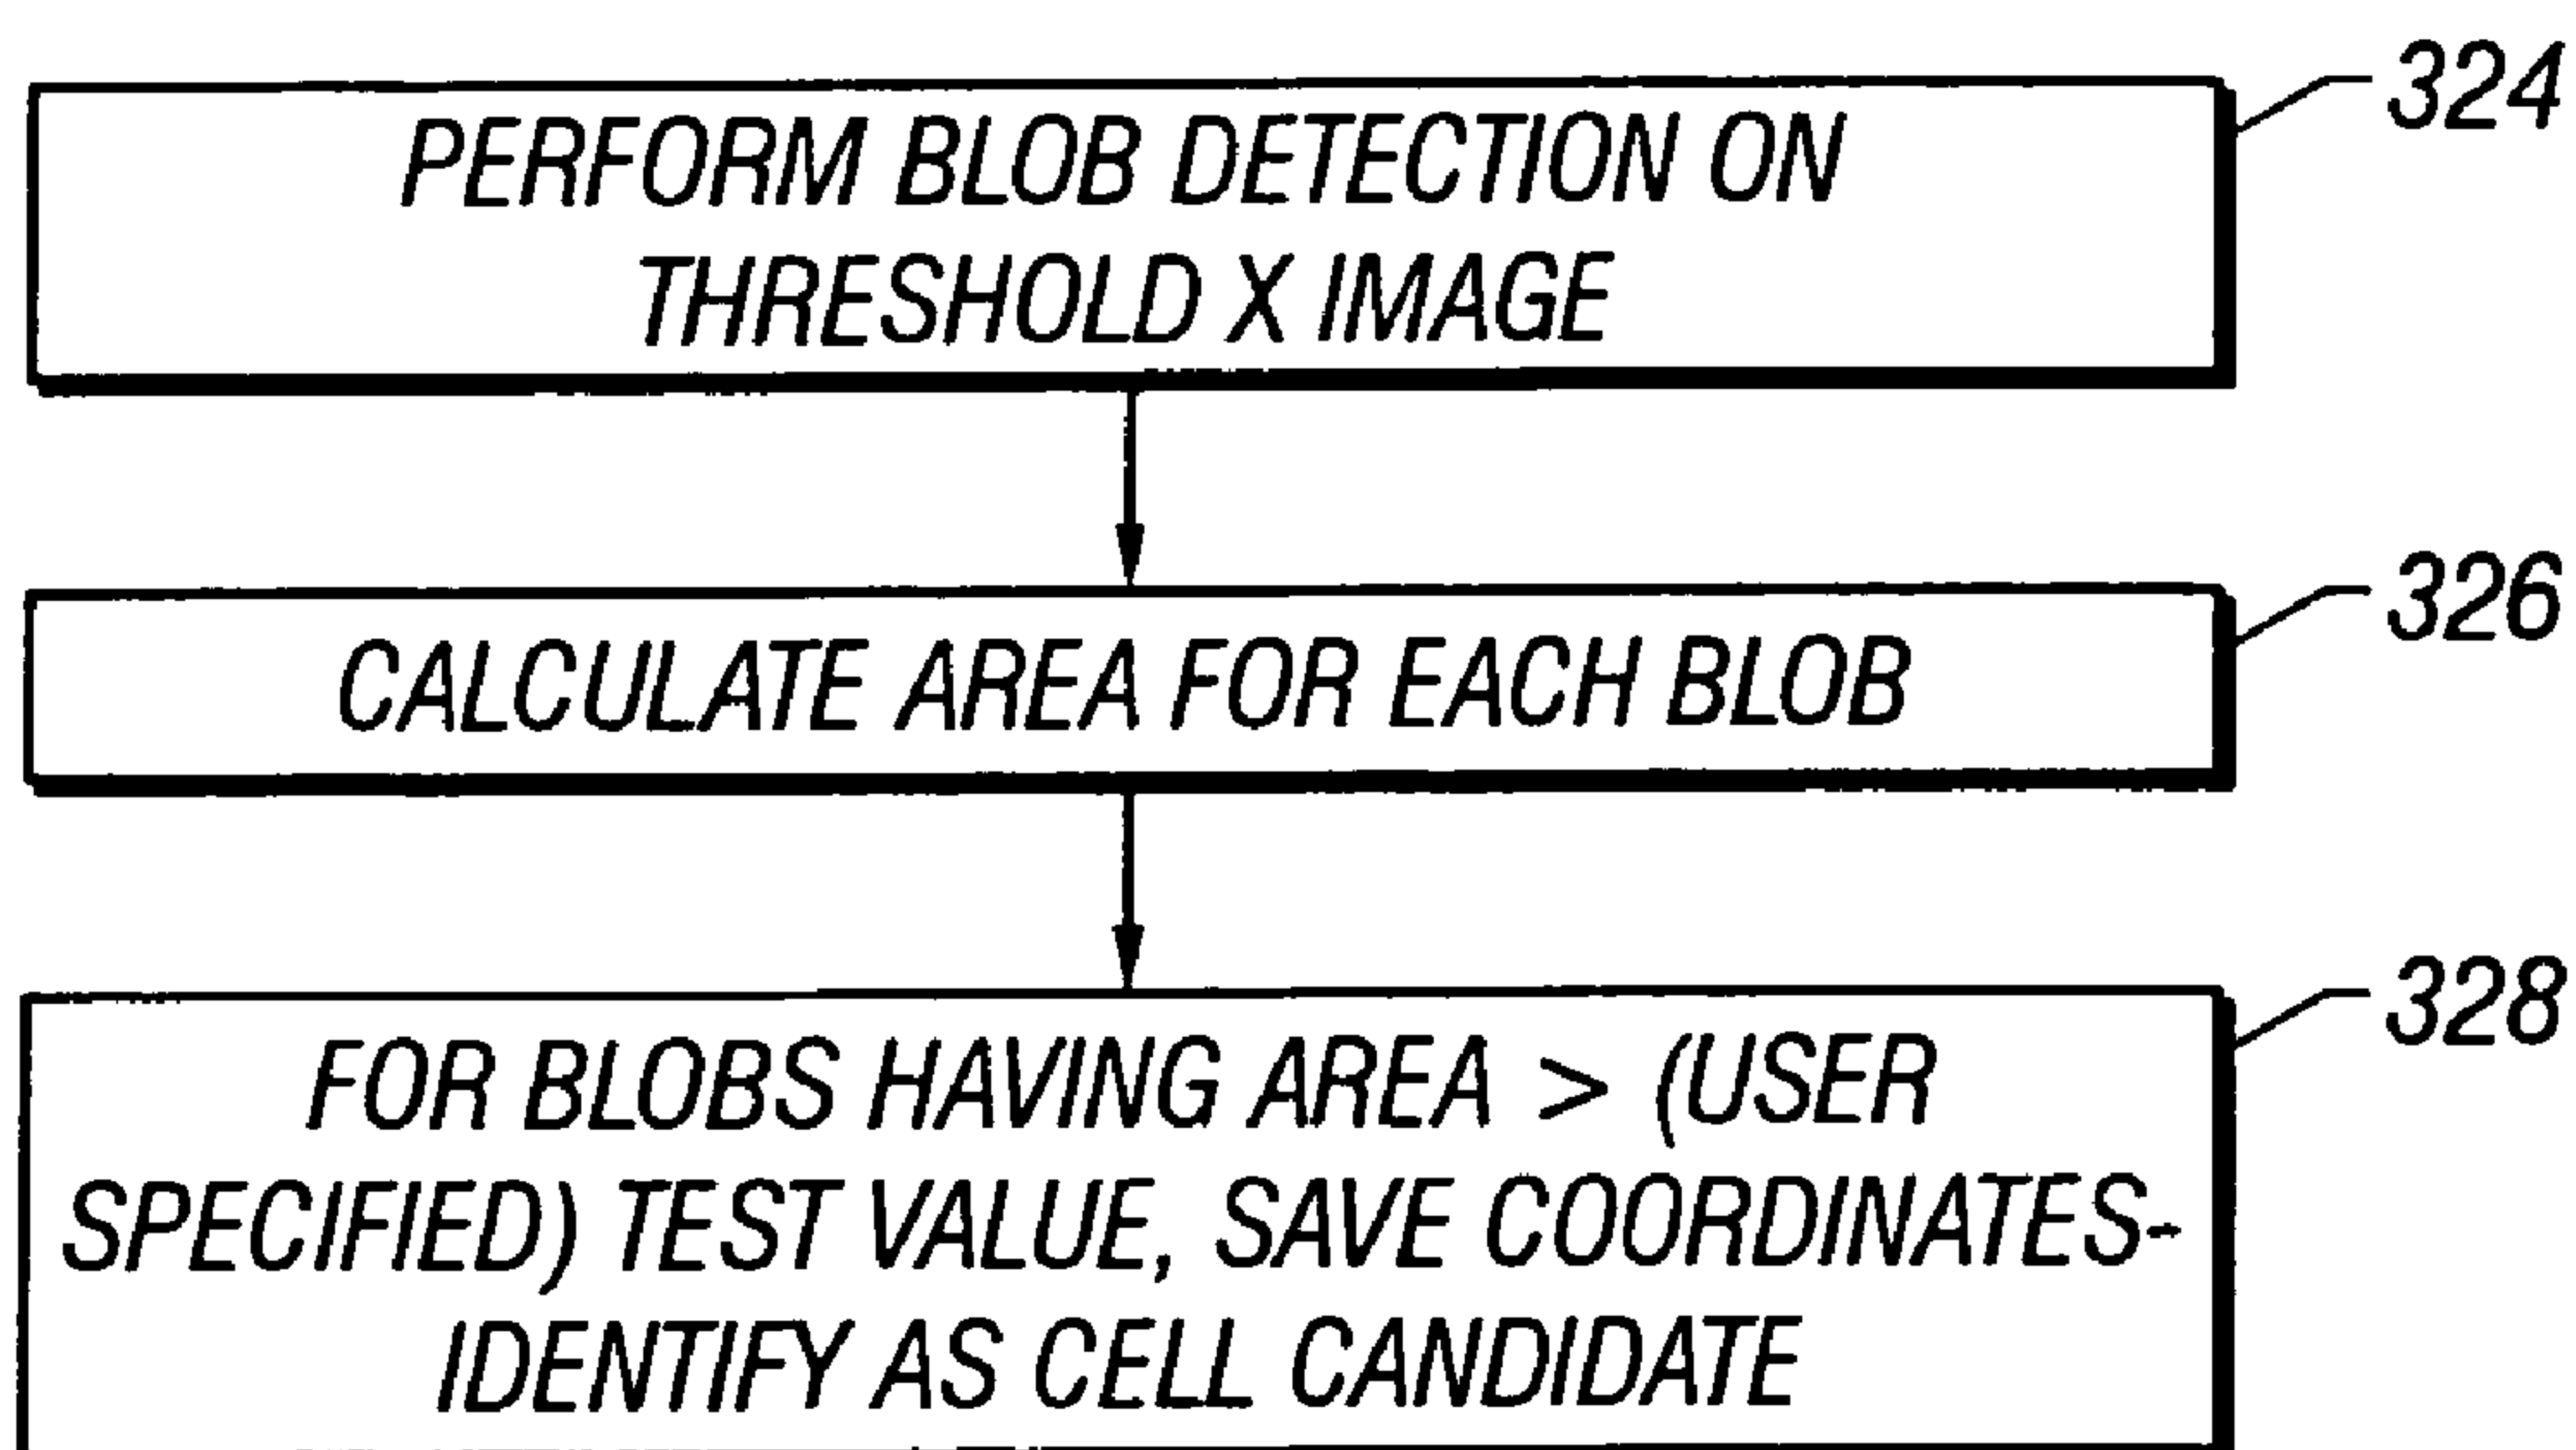 324
PERFORM BLOB DETECTION ON
THRESHOLD X IMAGE
326
CALCULATE AREA FOR EACH BLOB
328
FOR BLOBS HAVING AREA > (USER
SPECIFIED) TEST VALUE, SAVE COORDINATES-
IDENTIFY AS CELL CANDIDATE